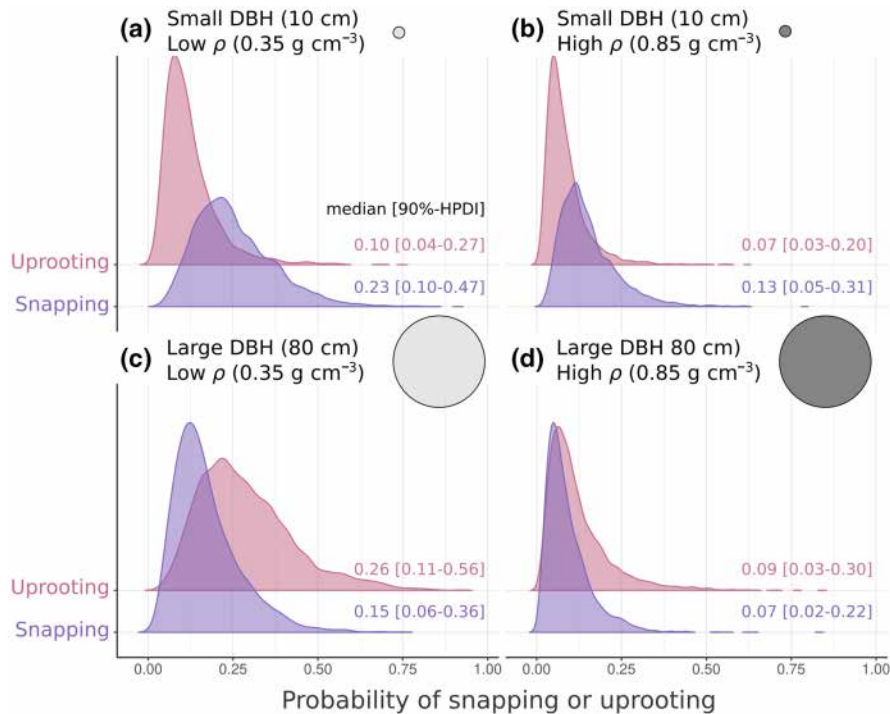 (a) Small DBH (10 cm)
Low ρ (0.35 g cm⁻³)
(b) Small DBH (10 cm)
High ρ (0.85 g cm⁻³)
median [90%-HPDI]
Uprooting
0.10 [0.04-0.27]
0.07 [0.03-0.20]
Snapping
0.23 [0.10-0.47]
0.13 [0.05-0.31]
(c) Large DBH (80 cm)
Low ρ (0.35 g cm⁻³)
(d) Large DBH 80 cm)
High ρ (0.85 g cm⁻³)
Uprooting
0.26 [0.11-0.56]
0.09 [0.03-0.30]
Snapping
0.15 [0.06-0.36]
0.07 [0.02-0.22]
0.00 0.25 0.50 0.75 1.00 0.00 0.25 0.50 0.75 1.00
Probability of snapping or uprooting